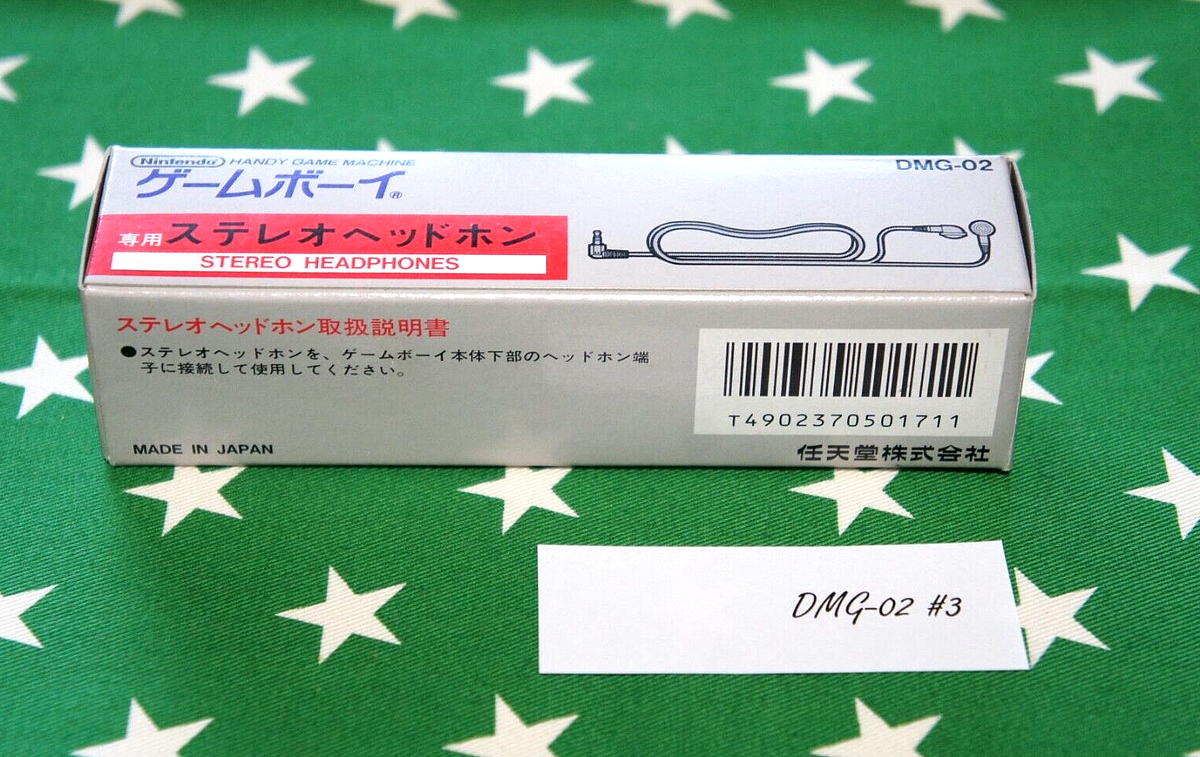 Nintendo HANDY GAME MACHINE
DMG-02
ゲームボーイ®
専用ステレオヘッドホン
STEREO HEADPHONES
ステレオヘッドホン取扱説明書
●ステレオヘッドホンを、ゲームボーイ本体下部のヘッドホン端
子に接続して使用してください。
T4902370501711
MADE IN JAPAN
任天堂株式会社
DMG-02 #3